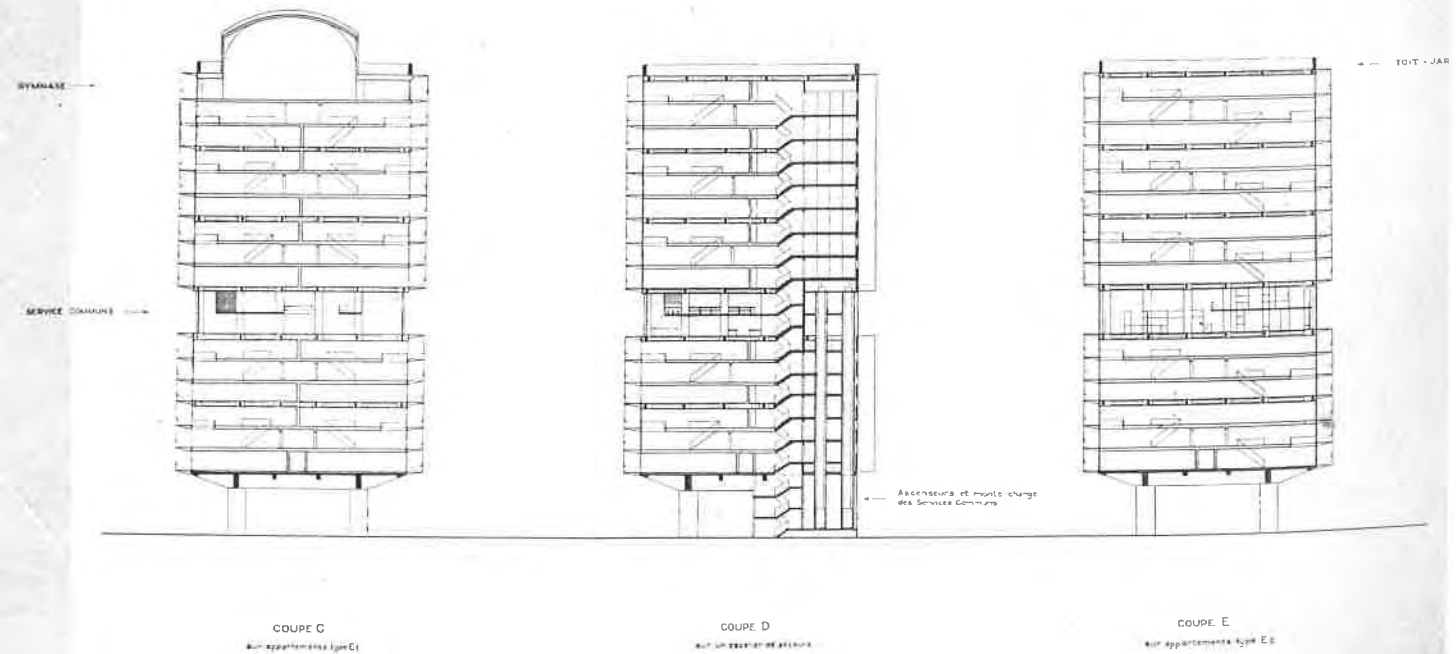 GYMNASE
TOIT - JAR
SERVICE COMMUNS
Ascenseurs et monte-charge
des Services Communs
COUPE C
sur appartements type E1
COUPE D
sur un escalier de secours
COUPE E
sur appartements type E2